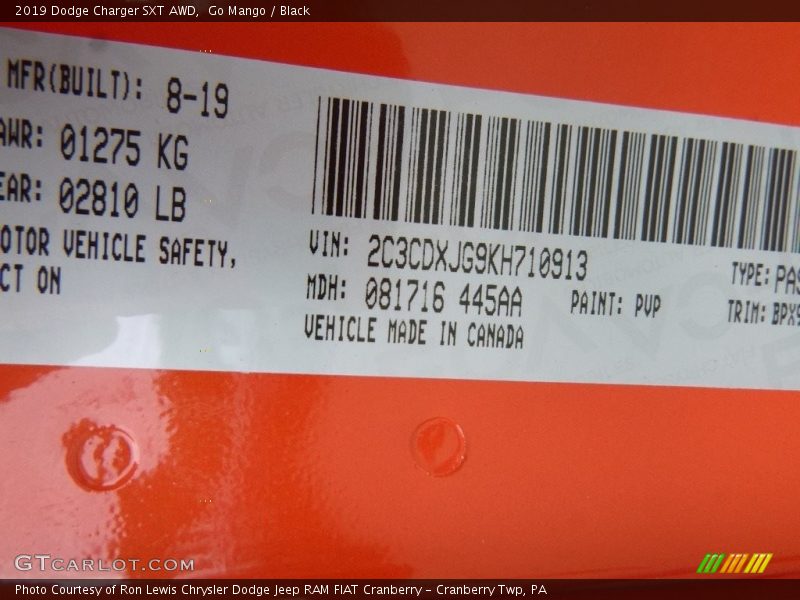 2019 Dodge Charger SXT AWD,  Go Mango / Black
MFR(BUILT): 8-19
AWR: 01275 KG
EAR: 02810 LB
OTOR VEHICLE SAFETY,
CT ON
VIN: 2C3CDXJG9KH710913
TYPE: PAS
MDH: 081716 445AA
PAINT: PVP
TRIM: BPX9
VEHICLE MADE IN CANADA
GTCARLOT.COM
Photo Courtesy of Ron Lewis Chrysler Dodge Jeep RAM FIAT Cranberry – Cranberry Twp, PA